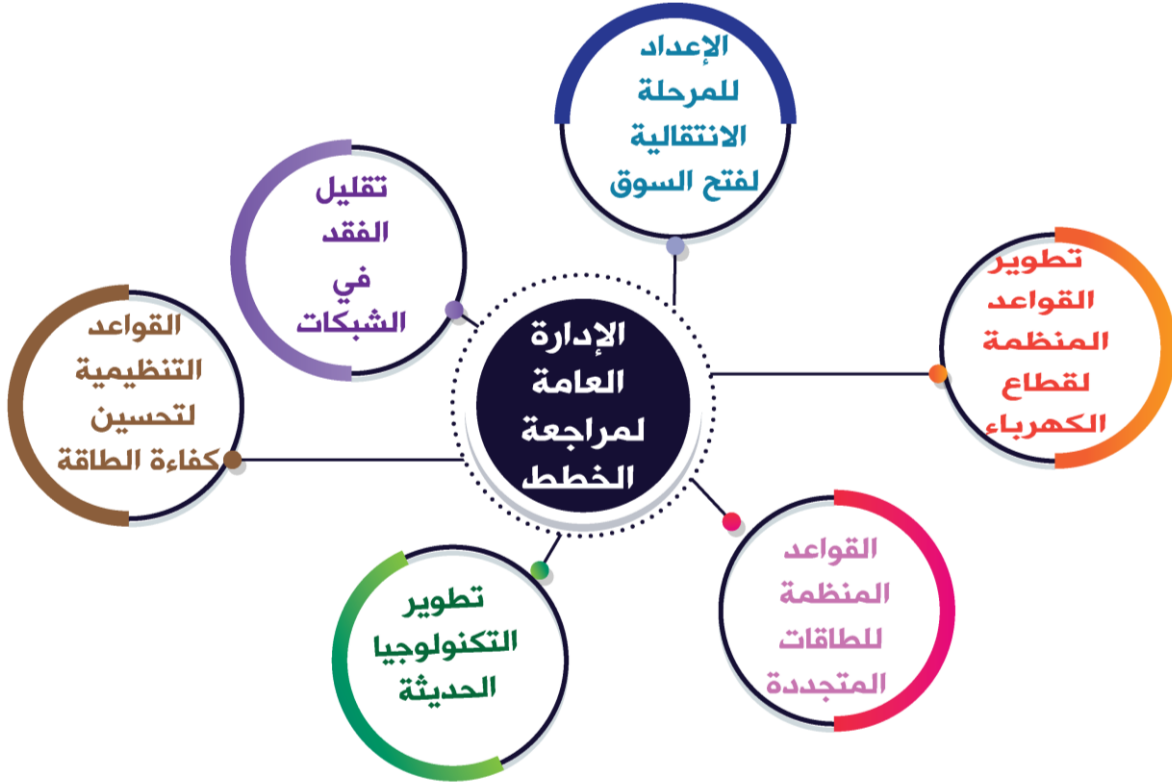 الإعداد
للمرحلة
الانتقالية
لفتح السوق
تطوير
القواعد
المنظمة
لقطاع
الكهرباء
تقليل
الفقد
في
الشبكات
الإدارة
العامة
لمراجعة
الخطط
القواعد
التنظيمية
لتحسين
كفاءة الطاقة
القواعد
المنظمة
للطاقات
المتجددة
تطوير
التكنولوجيا
الحديثة